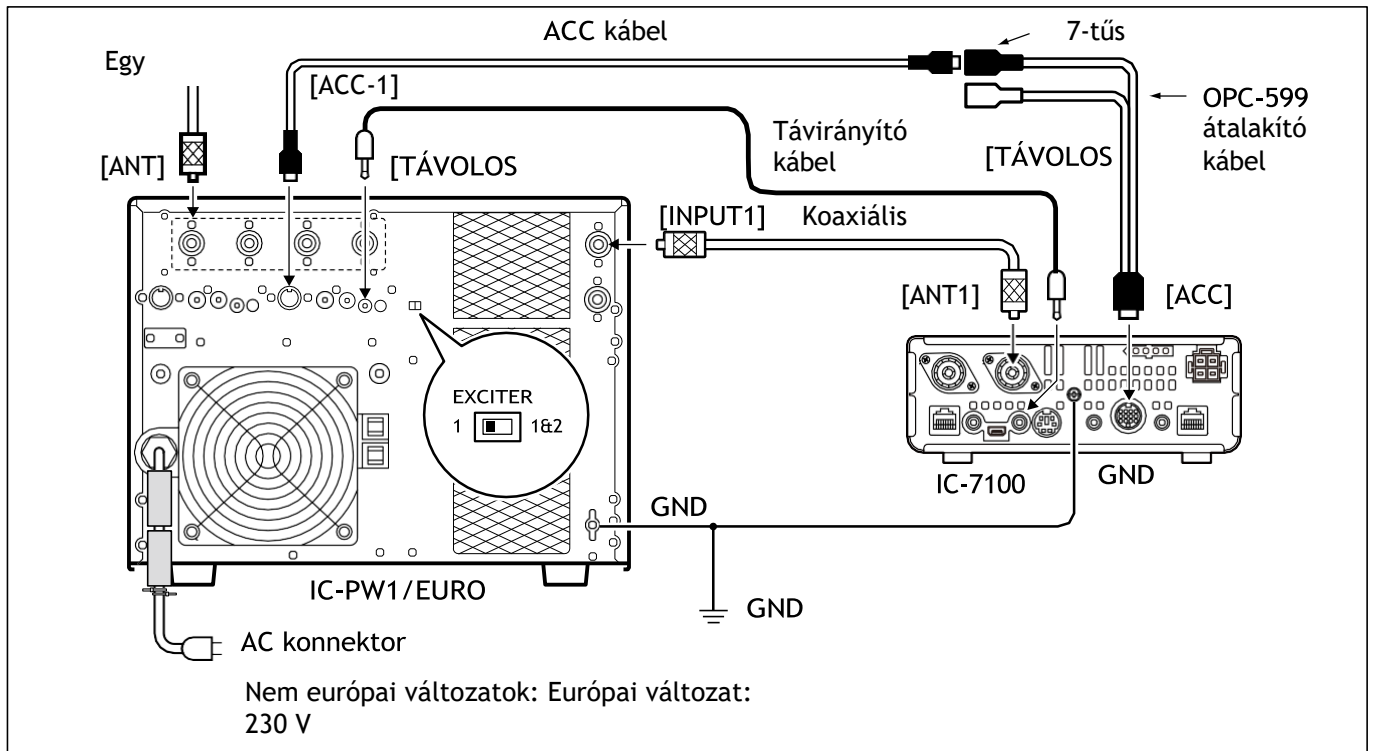 ACC kábel
7-tűs
Egy
[ACC-1]
OPC-599
átalakító
kábel
Távirányító
kábel
[ANT]
[TÁVOLOS
[TÁVOLOS
[INPUT1]
Koaxiális
[ANT1]
[ACC]
EXCITER
1
1&2
IC-7100
GND
GND
IC-PW1/EURO
GND
AC konnektor
Nem európai változatok: Európai változat:
230 V